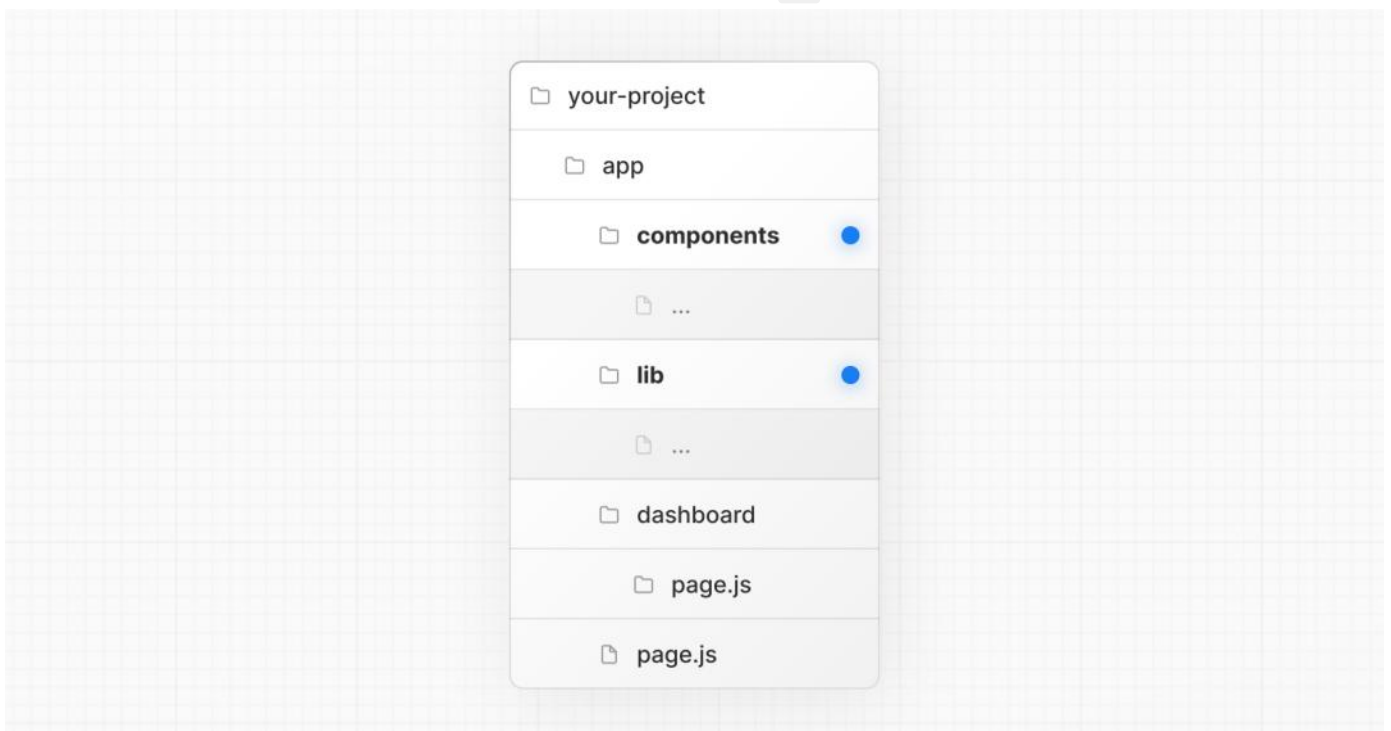 your-project
app
components
...
lib
...
dashboard
page.js
page.js